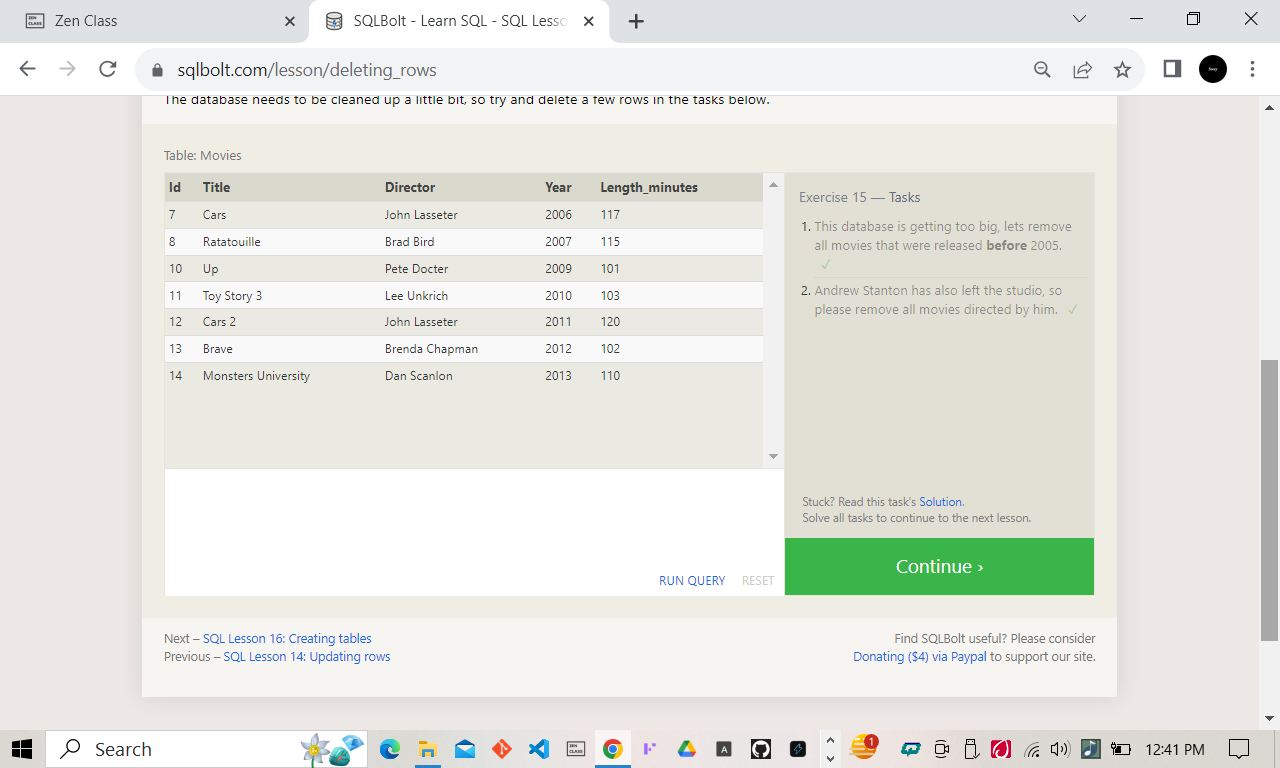 Zen Class
SQLBolt - Learn SQL - SQL Lesso
sqlbolt.com/lesson/deleting_rows
The database needs to be cleaned up a little bit, so try and delete a few rows in the tasks below.
Table: Movies
Id Title Director Year Length_minutes
7 Cars John Lasseter 2006 117
8 Ratatouille Brad Bird 2007 115
10 Up Pete Docter 2009 101
11 Toy Story 3 Lee Unkrich 2010 103
12 Cars 2 John Lasseter 2011 120
13 Brave Brenda Chapman 2012 102
14 Monsters University Dan Scanlon 2013 110
RUN QUERY RESET
Exercise 15 — Tasks
1. This database is getting too big, lets remove
all movies that were released before 2005.
✓
2. Andrew Stanton has also left the studio, so
please remove all movies directed by him. ✓
Stuck? Read this task's Solution.
Solve all tasks to continue to the next lesson.
Continue ›
Next – SQL Lesson 16: Creating tables
Previous – SQL Lesson 14: Updating rows
Find SQLBolt useful? Please consider
Donating ($4) via Paypal to support our site.
Search
ZEN
CLASS
A
1
12:41 PM